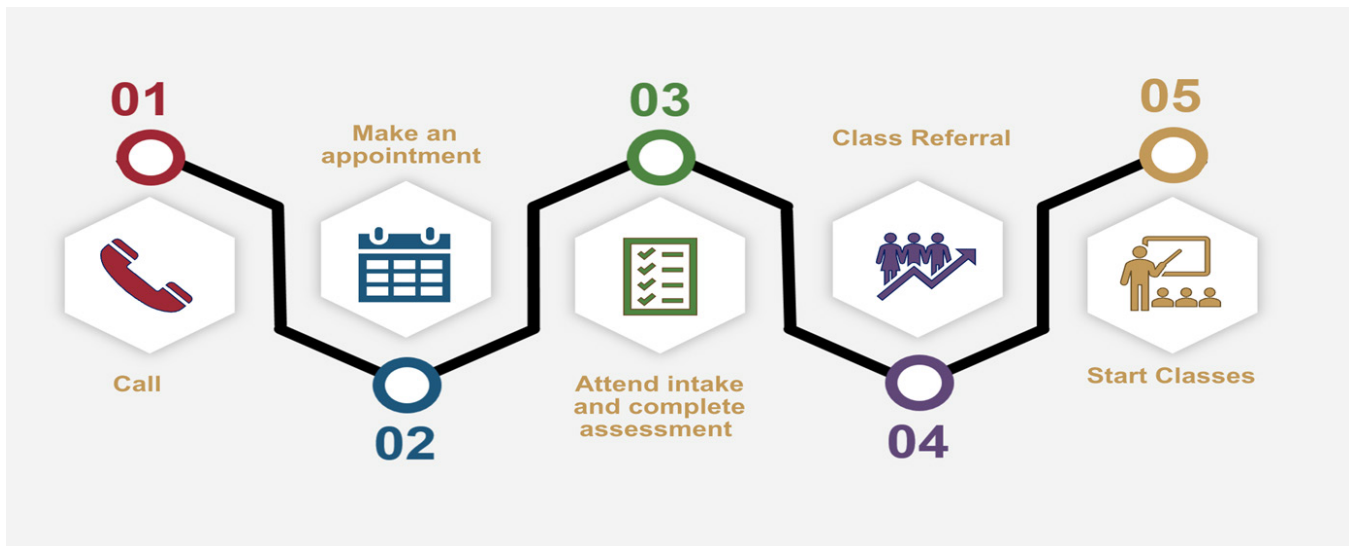 01
Call
Make an
appointment
02
03
Attend intake
and complete
assessment
Class Referral
04
05
Start Classes